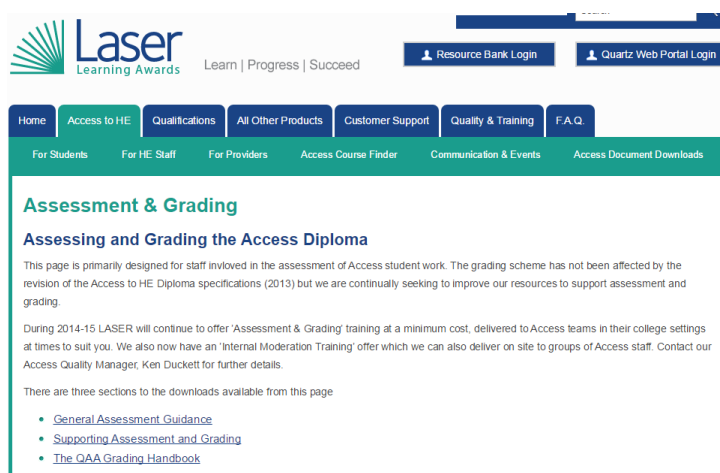 Laser
Learning Awards
Learn | Progress | Succeed
Resource Bank Login
Quartz Web Portal Login
Home
Access to HE
Qualifications
All Other Products
Customer Support
Quality & Training
F.A.Q.
For Students
For HE Staff
For Providers
Access Course Finder
Communication & Events
Access Document Downloads
Assessment & Grading
Assessing and Grading the Access Diploma
This page is primarily designed for staff invloved in the assessment of Access student work. The grading scheme has not been affected by the
revision of the Access to HE Diploma specifications (2013) but we are continually seeking to improve our resources to support assessment and
grading.
During 2014-15 LASER will continue to offer 'Assessment & Grading' training at a minimum cost, delivered to Access teams in their college settings
at times to suit you. We also now have an 'Internal Moderation Training' offer which we can also deliver on site to groups of Access staff. Contact our
Access Quality Manager, Ken Duckett for further details.
There are three sections to the downloads available from this page
General Assessment Guidance
Supporting Assessment and Grading
The QAA Grading Handbook